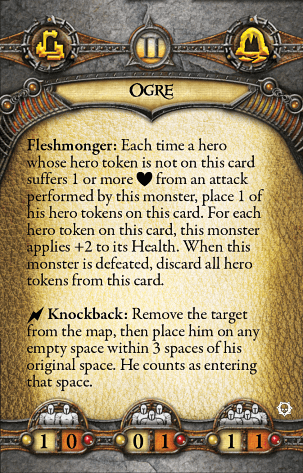 II
OGRE
Fleshmonger: Each time a hero
whose hero token is not on this card
suffers 1 or more from an attack
performed by this monster, place 1 of
his hero tokens on this card. For each
hero token on this card, this monster
applies +2 to its Health. When this
monster is defeated, discard all hero
tokens from this card.
Knockback: Remove the target
from the map, then place him on any
empty space within 3 spaces of his
original space. He counts as entering
that space.
1 0 0 1 1 1